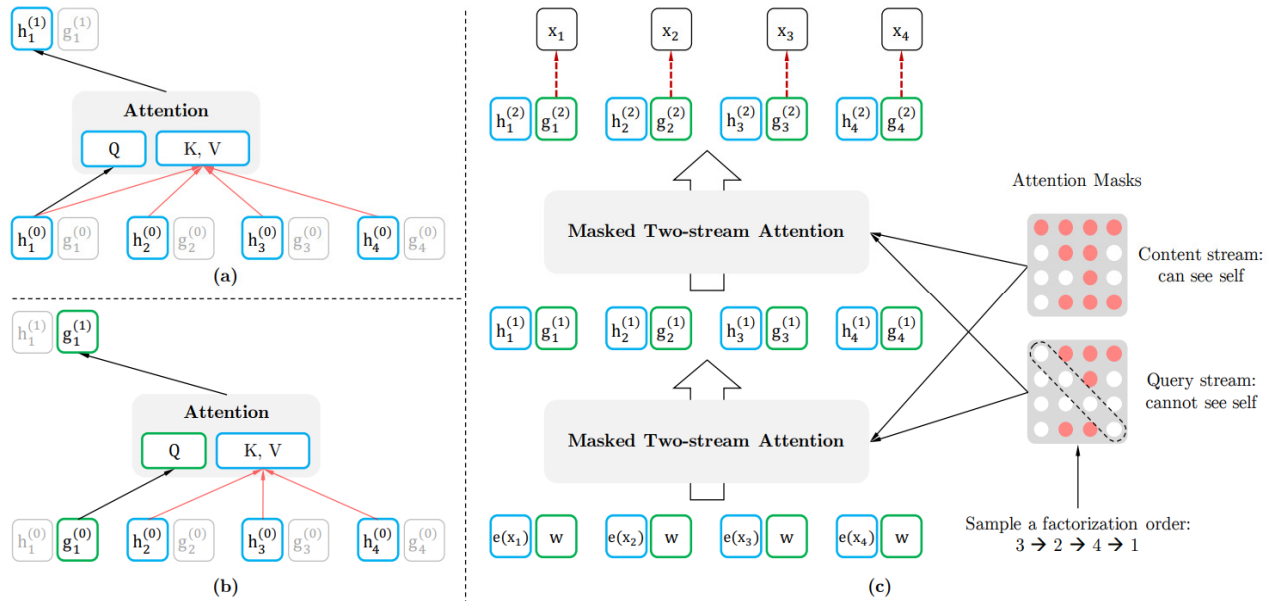 h₁⁽¹⁾ g₁⁽¹⁾
Attention
Q K, V
h₁⁽⁰⁾ g₁⁽⁰⁾ h₂⁽⁰⁾ g₂⁽⁰⁾ h₃⁽⁰⁾ g₃⁽⁰⁾ h₄⁽⁰⁾ g₄⁽⁰⁾
(a)
h₁⁽¹⁾ g₁⁽¹⁾
Attention
Q K, V
h₁⁽⁰⁾ g₁⁽⁰⁾ h₂⁽⁰⁾ g₂⁽⁰⁾ h₃⁽⁰⁾ g₃⁽⁰⁾ h₄⁽⁰⁾ g₄⁽⁰⁾
(b)
x₁ x₂ x₃ x₄
h₁⁽²⁾ g₁⁽²⁾ h₂⁽²⁾ g₂⁽²⁾ h₃⁽²⁾ g₃⁽²⁾ h₄⁽²⁾ g₄⁽²⁾
Masked Two-stream Attention
h₁⁽¹⁾ g₁⁽¹⁾ h₂⁽¹⁾ g₂⁽¹⁾ h₃⁽¹⁾ g₃⁽¹⁾ h₄⁽¹⁾ g₄⁽¹⁾
Masked Two-stream Attention
e(x₁) w e(x₂) w e(x₃) w e(x₄) w
Attention Masks
Content stream:
can see self
Query stream:
cannot see self
Sample a factorization order:
3 → 2 → 4 → 1
(c)